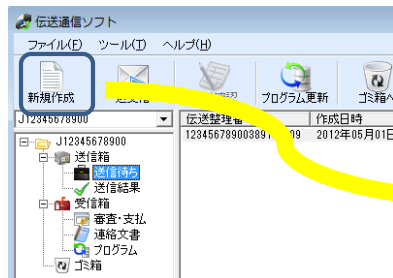 伝送通信ソフト
ファイル(F) ツール(T) ヘルプ(H)
新規作成 プログラム更新 ゴミ箱へ
J12345678900 伝送整理番 作成日時
12345678900389 09 2012年05月01日
J12345678900
送信箱
送信待ち
送信結果
受信箱
審査・支払
連絡文書
プログラム
ゴミ箱